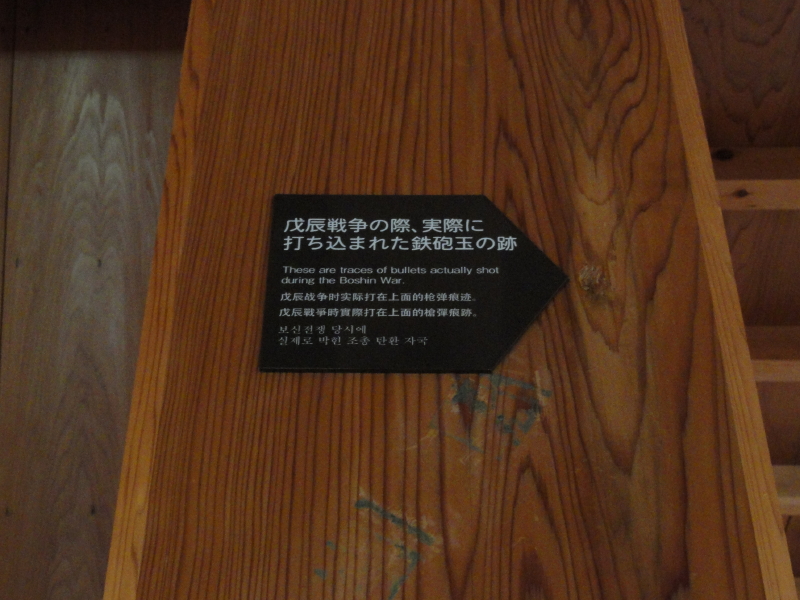 戊辰戦争の際、実際に
打ち込まれた鉄砲玉の跡
These are traces of bullets actually shot
during the Boshin War.
戊辰战争时实际打在上面的枪弹痕迹。
戊辰戰爭時實際打在上面的槍彈痕跡。
보신전쟁 당시에
실제로 박힌 조총 탄환 자국